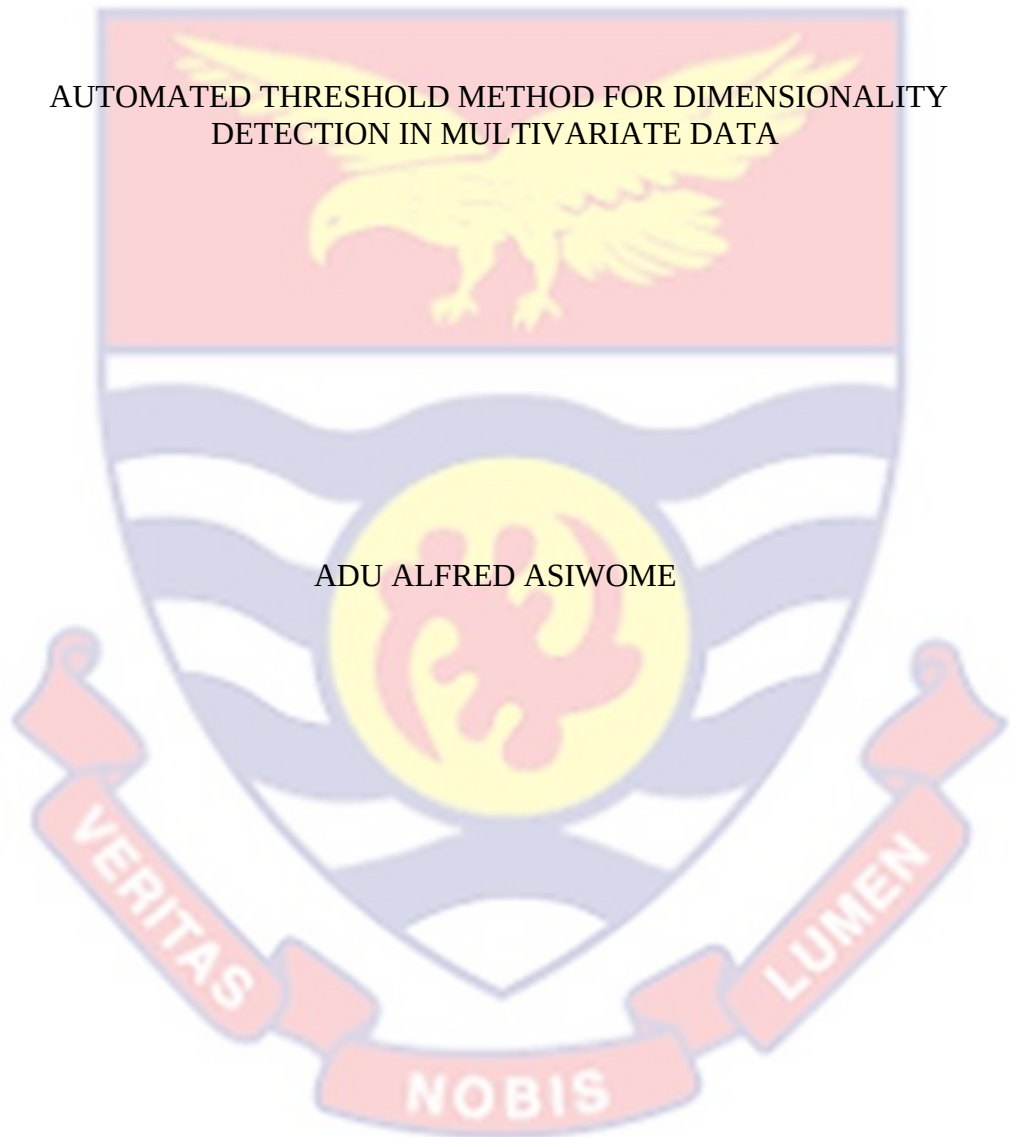 AUTOMATED THRESHOLD METHOD FOR DIMENSIONALITY
DETECTION IN MULTIVARIATE DATA
ADU ALFRED ASIWOME
VERITAS
NOBIS
LUMEN